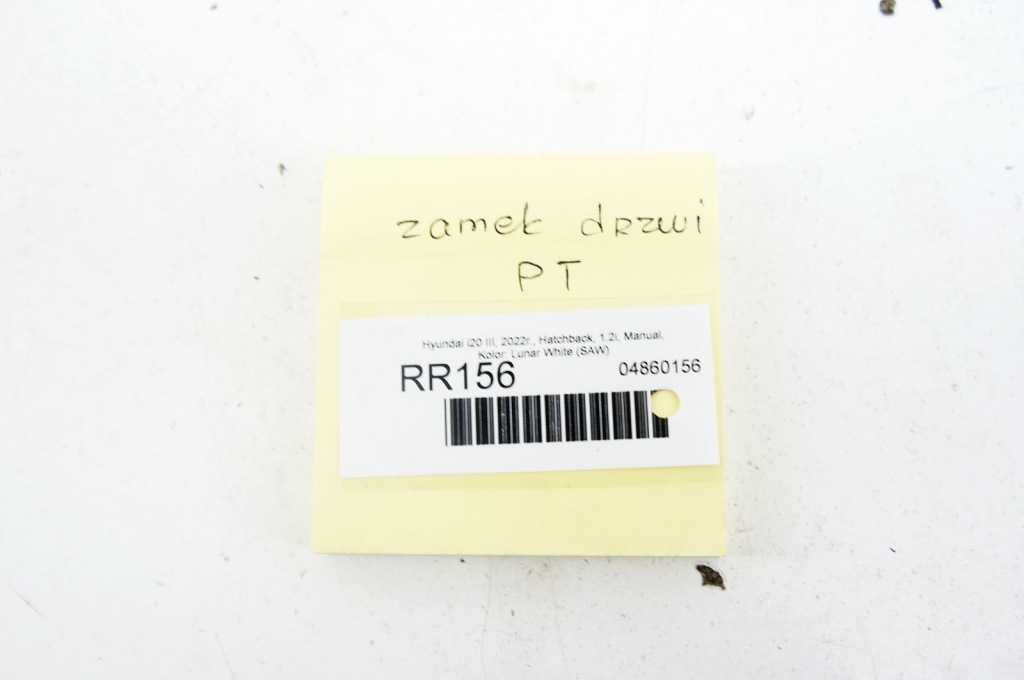 zamek drzwi
PT
Hyundai i20 III, 2022r., Hatchback, 1.2i, Manual,
Kolor: Lunar White (SAW)
RR156 04860156